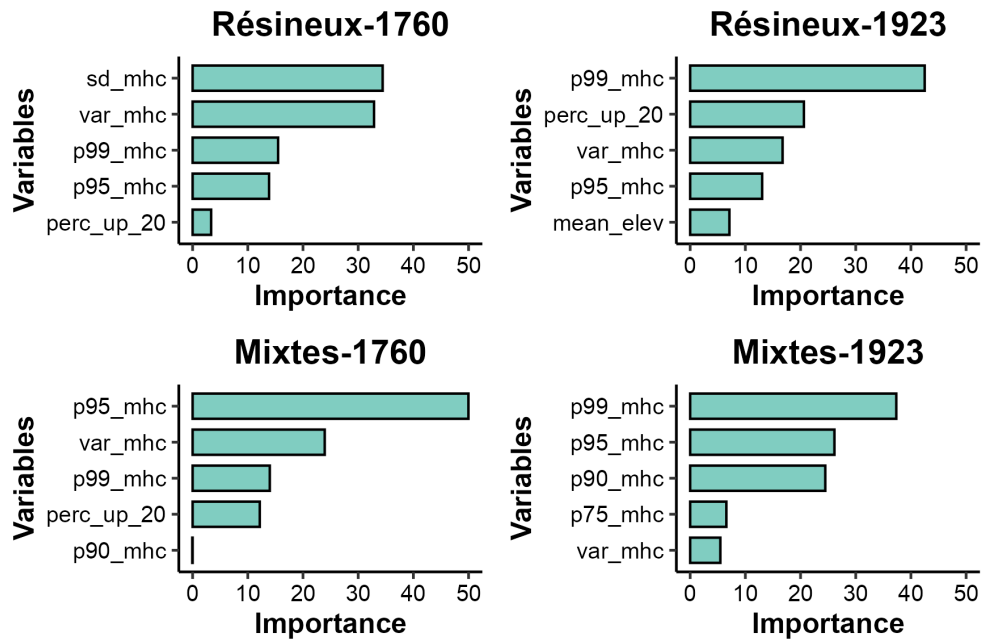 Résineux-1760
Variables
sd_mhc
var_mhc
p99_mhc
p95_mhc
perc_up_20
0 10 20 30 40 50
Importance
Résineux-1923
Variables
p99_mhc
perc_up_20
var_mhc
p95_mhc
mean_elev
0 10 20 30 40 50
Importance
Mixtes-1760
Variables
p95_mhc
var_mhc
p99_mhc
perc_up_20
p90_mhc
0 10 20 30 40 50
Importance
Mixtes-1923
Variables
p99_mhc
p95_mhc
p90_mhc
p75_mhc
var_mhc
0 10 20 30 40 50
Importance